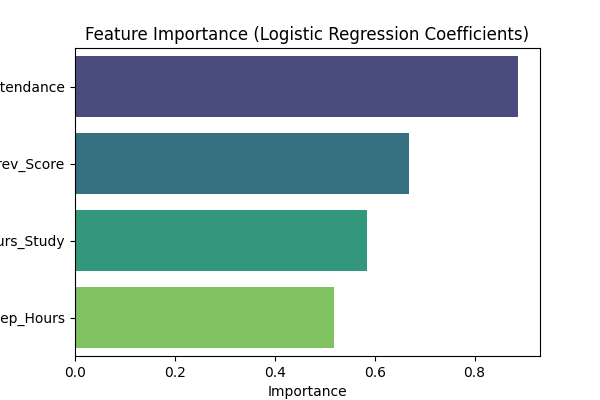 Feature Importance (Logistic Regression Coefficients)
tendance
rev_Score
urs_Study
ep_Hours
0.0 0.2 0.4 0.6 0.8
Importance